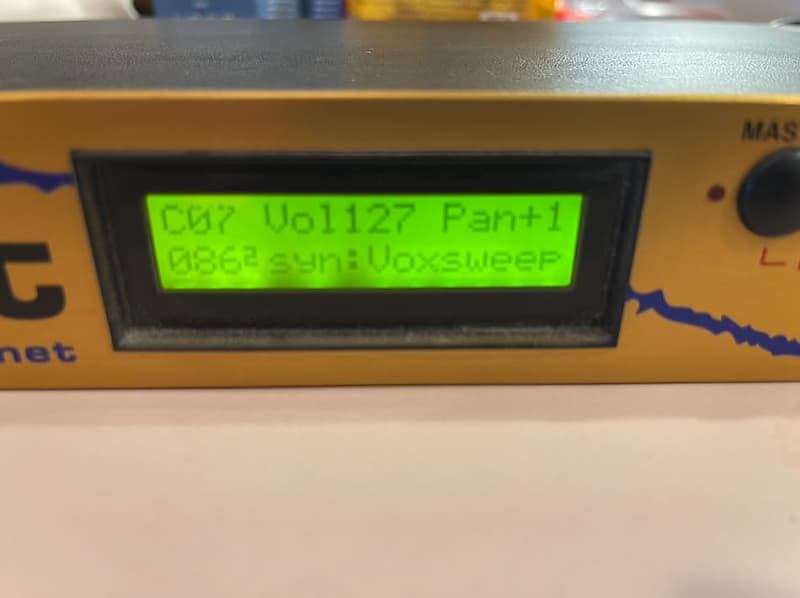 MAS
C07 Vol127 Pan+1
086² syn:Voxsweep
t
net